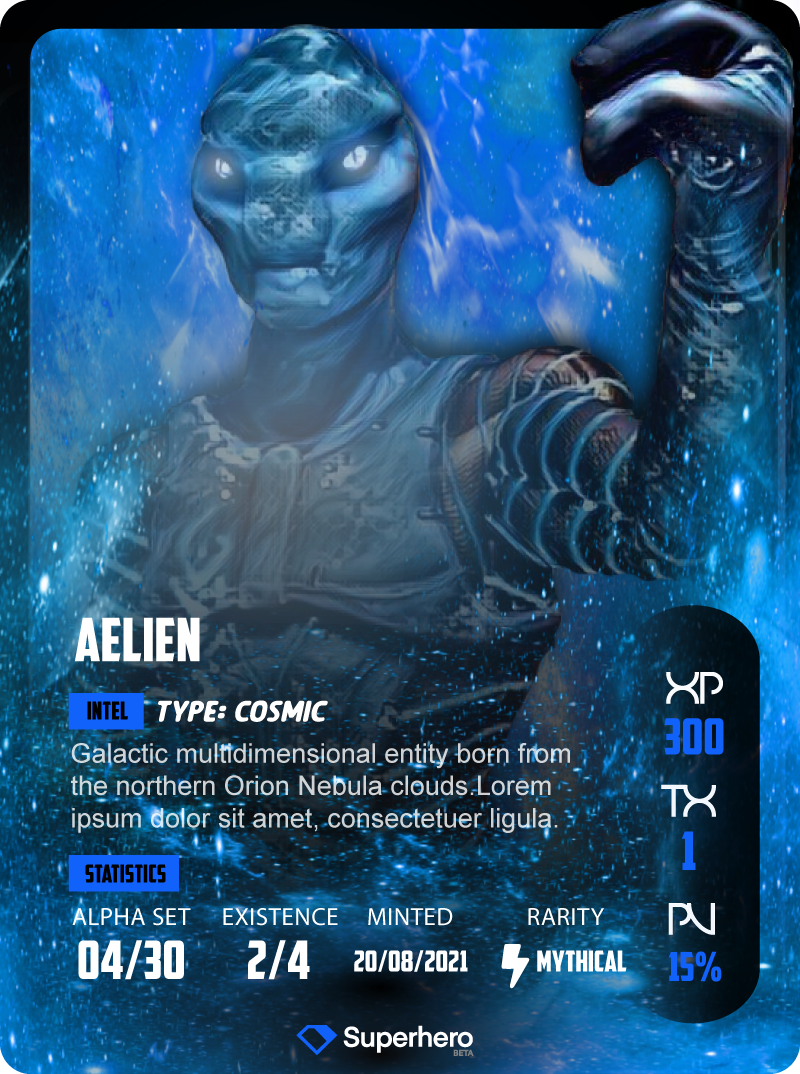 AELIEN
INTEL TYPE: COSMIC
Galactic multidimensional entity born from
the northern Orion Nebula clouds.Lorem
ipsum dolor sit amet, consectetuer ligula.
STATISTICS
ALPHA SET EXISTENCE MINTED RARITY
04/30 2/4 20/08/2021 MYTHICAL
XP
300
TX
1
PV
15%
Superhero
BETA